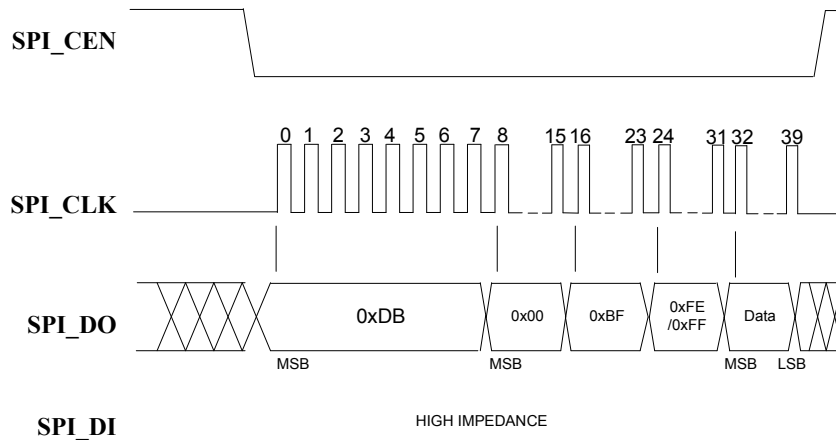 SPI_CEN
0 1 2 3 4 5 6 7 8 15 16 23 24 31 32 39
SPI_CLK
SPI_DO
0xDB
0x00
0xBF
0xFE
/0xFF
Data
MSB MSB MSB LSB
SPI_DI
HIGH IMPEDANCE